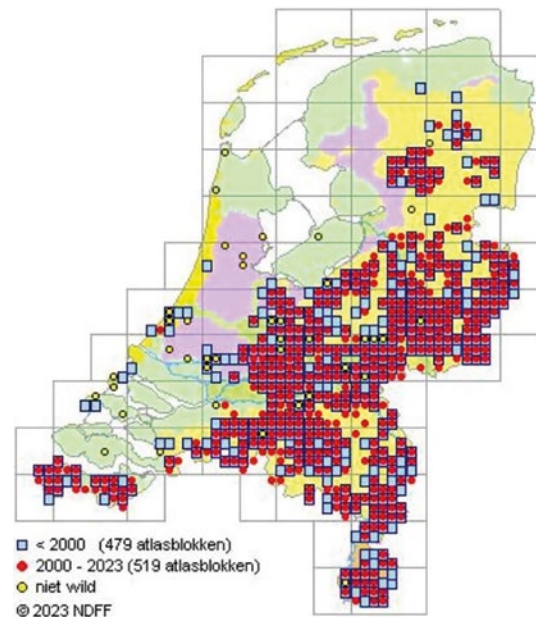 < 2000 (479 atlasblokken)
2000 - 2023 (519 atlasblokken)
niet wild
© 2023 NDFF